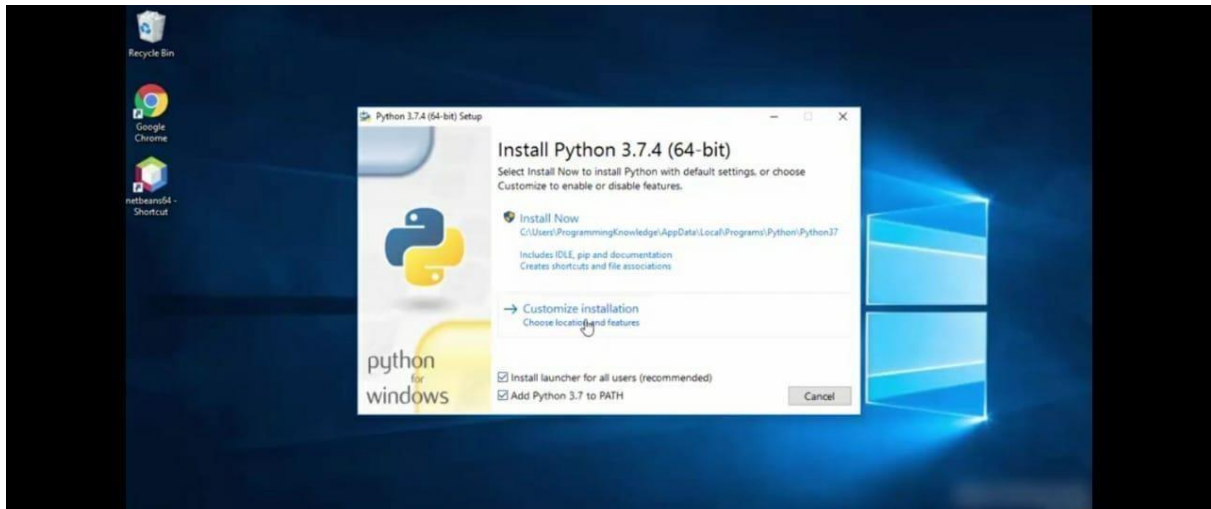 Recycle Bin
Google
Chrome
netbeans64 -
Shortcut
Python 3.7.4 (64-bit) Setup
Install Python 3.7.4 (64-bit)
Select Install Now to install Python with default settings, or choose
Customize to enable or disable features.
Install Now
C:\Users\ProgrammingKnowledge\AppData\Local\Programs\Python\Python37
Includes IDLE, pip and documentation
Creates shortcuts and file associations
Customize installation
Choose location and features
python
for
windows
Install launcher for all users (recommended)
Add Python 3.7 to PATH
Cancel